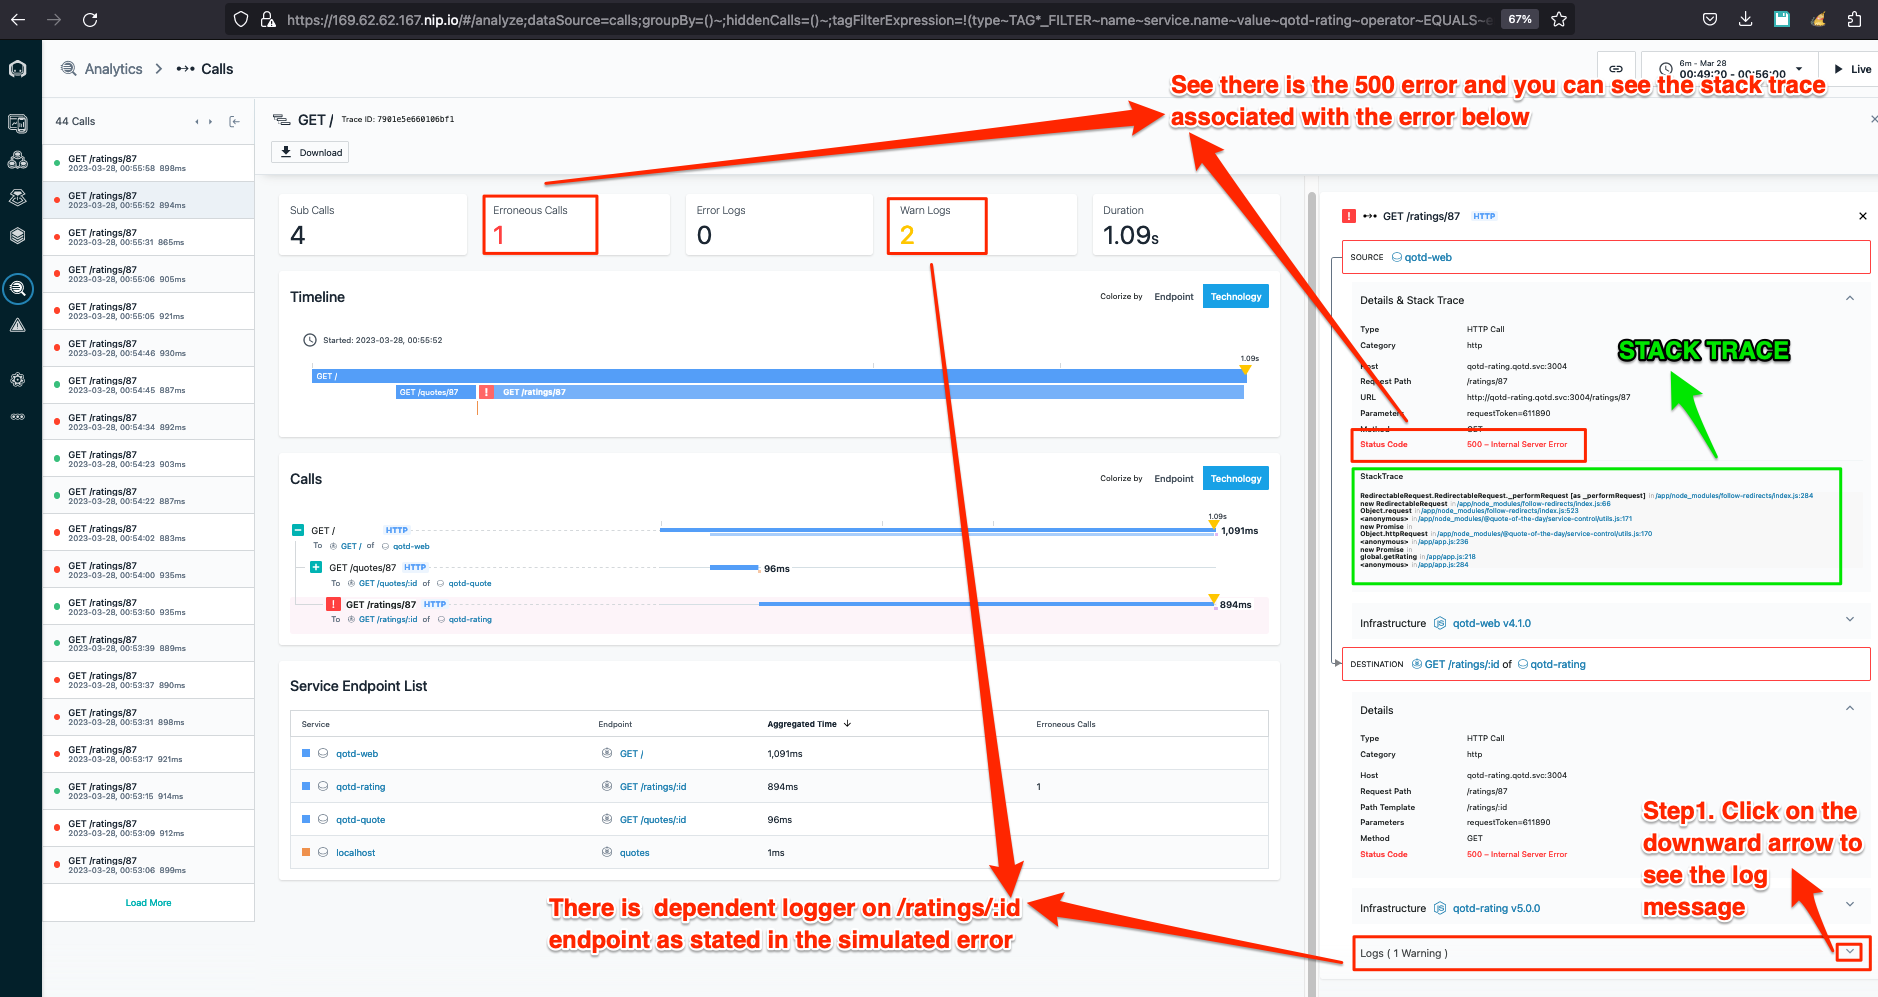 https://169.62.62.167.nip.io/#/analyze;dataSource=calls;groupBy=()~;hiddenCalls=()~;tagFilterExpression=!(type~TAG*_FILTER~name~service.name~value~qotd-rating~operator~EQUALS~e
67%
Analytics > Calls
6m - Mar 28
00:49:20 - 00:56:00
Live
See there is the 500 error and you can see the stack trace
associated with the error below
44 Calls
GET /ratings/87
2023-03-28, 00:55:58 898ms
GET /ratings/87
2023-03-28, 00:55:52 894ms
GET /ratings/87
2023-03-28, 00:55:31 865ms
GET /ratings/87
2023-03-28, 00:55:06 905ms
GET /ratings/87
2023-03-28, 00:55:05 921ms
GET /ratings/87
2023-03-28, 00:54:46 930ms
GET /ratings/87
2023-03-28, 00:54:45 887ms
GET /ratings/87
2023-03-28, 00:54:34 892ms
GET /ratings/87
2023-03-28, 00:54:23 903ms
GET /ratings/87
2023-03-28, 00:54:22 887ms
GET /ratings/87
2023-03-28, 00:54:02 883ms
GET /ratings/87
2023-03-28, 00:54:00 935ms
GET /ratings/87
2023-03-28, 00:53:50 935ms
GET /ratings/87
2023-03-28, 00:53:39 889ms
GET /ratings/87
2023-03-28, 00:53:37 890ms
GET /ratings/87
2023-03-28, 00:53:31 898ms
GET /ratings/87
2023-03-28, 00:53:17 921ms
GET /ratings/87
2023-03-28, 00:53:15 914ms
GET /ratings/87
2023-03-28, 00:53:09 912ms
GET /ratings/87
2023-03-28, 00:53:06 899ms
Load More
GET / Trace ID: 7901e5e660106bf1
Download
Sub Calls
4
Erroneous Calls
1
Error Logs
0
Warn Logs
2
Duration
1.09s
Timeline
Colorize by Endpoint Technology
Started: 2023-03-28, 00:55:52
1.09s
GET /
GET /quotes/87 ! GET /ratings/87
Calls
Colorize by Endpoint Technology
1.09s
GET / HTTP 1,091ms
To GET / of qotd-web
GET /quotes/87 HTTP 96ms
To GET /quotes/:id of qotd-quote
! GET /ratings/87 HTTP 894ms
To GET /ratings/:id of qotd-rating
Service Endpoint List
Service Endpoint Aggregated Time Erroneous Calls
qotd-web GET / 1,091ms
qotd-rating GET /ratings/:id 894ms 1
qotd-quote GET /quotes/:id 96ms
localhost quotes 1ms
There is dependent logger on /ratings/:id
endpoint as stated in the simulated error
! GET /ratings/87 HTTP
SOURCE qotd-web
Details & Stack Trace
Type HTTP Call
Category http
Host qotd-rating.qotd.svc:3004
Request Path /ratings/87
URL http://qotd-rating.qotd.svc:3004/ratings/87
Parameters requestToken=611890
Method GET
Status Code 500 – Internal Server Error
STACK TRACE
StackTrace
RedirectableRequest.RedirectableRequest._performRequest [as _performRequest] in /app/node_modules/follow-redirects/index.js:284
new RedirectableRequest in /app/node_modules/follow-redirects/index.js:66
Object.request in /app/node_modules/follow-redirects/index.js:523
<anonymous> in /app/node_modules/@quote-of-the-day/service-control/utils.js:171
new Promise in
Object.httpRequest in /app/node_modules/@quote-of-the-day/service-control/utils.js:170
<anonymous> in /app/app.js:236
new Promise in
global.getRating in /app/app.js:218
<anonymous> in /app/app.js:284
Infrastructure qotd-web v4.1.0
DESTINATION GET /ratings/:id of qotd-rating
Details
Type HTTP Call
Category http
Host qotd-rating.qotd.svc:3004
Request Path /ratings/87
Path Template /ratings/:id
Parameters requestToken=611890
Method GET
Status Code 500 – Internal Server Error
Step1. Click on the
downward arrow to
see the log
message
Infrastructure qotd-rating v5.0.0
Logs ( 1 Warning )